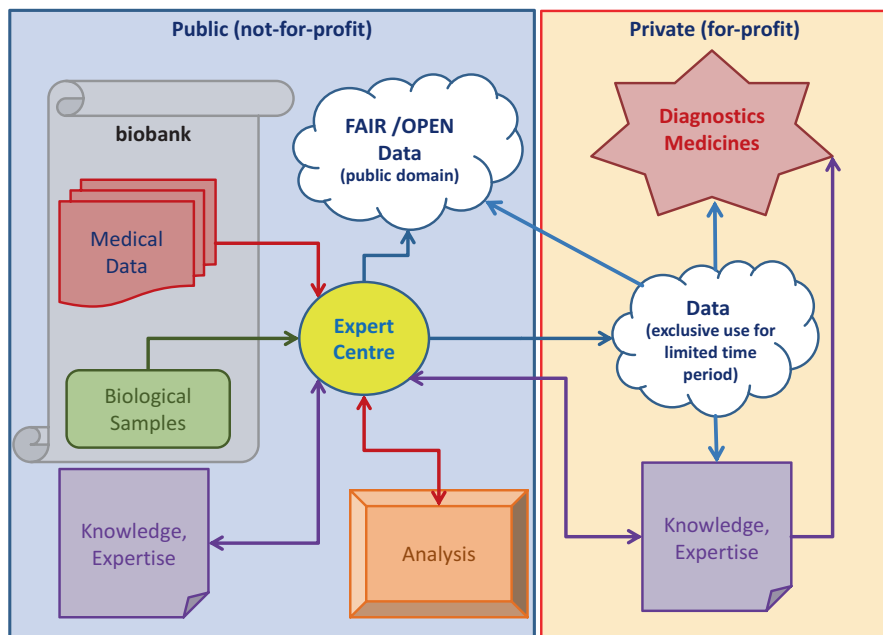 Public (not-for-profit)
biobank
Medical
Data
Biological
Samples
FAIR /OPEN
Data
(public domain)
Expert
Centre
Knowledge,
Expertise
Analysis
Private (for-profit)
Diagnostics
Medicines
Data
(exclusive use for
limited time
period)
Knowledge,
Expertise